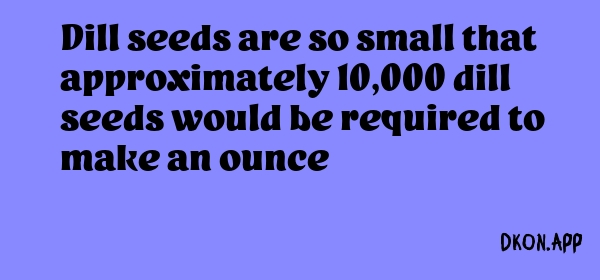 Dill seeds are so small that
approximately 10,000 dill
seeds would be required to
make an ounce
DKON.APP